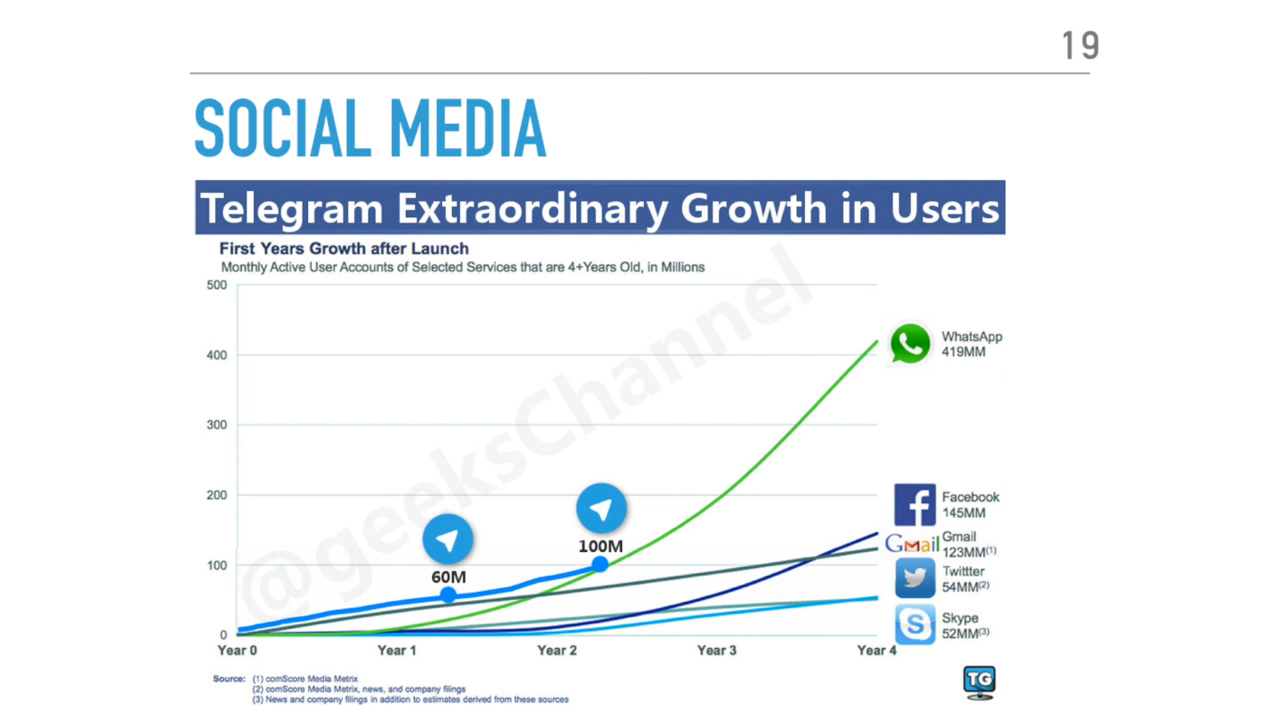 19
SOCIAL MEDIA
Telegram Extraordinary Growth in Users
First Years Growth after Launch
Monthly Active User Accounts of Selected Services that are 4+Years Old, in Millions
500
400
300
200
100
0
@geeksChannel
WhatsApp
419MM
Facebook
145MM
Gmail
Gmail
123MM(1)
Twittter
54MM(2)
Skype
52MM(3)
S
100M
60M
Year 0 Year 1 Year 2 Year 3 Year 4
Source: (1) comScore Media Metrix
(2) comScore Media Metrix, news, and company filings
(3) News and company filings in addition to estimates derived from these sources
TG